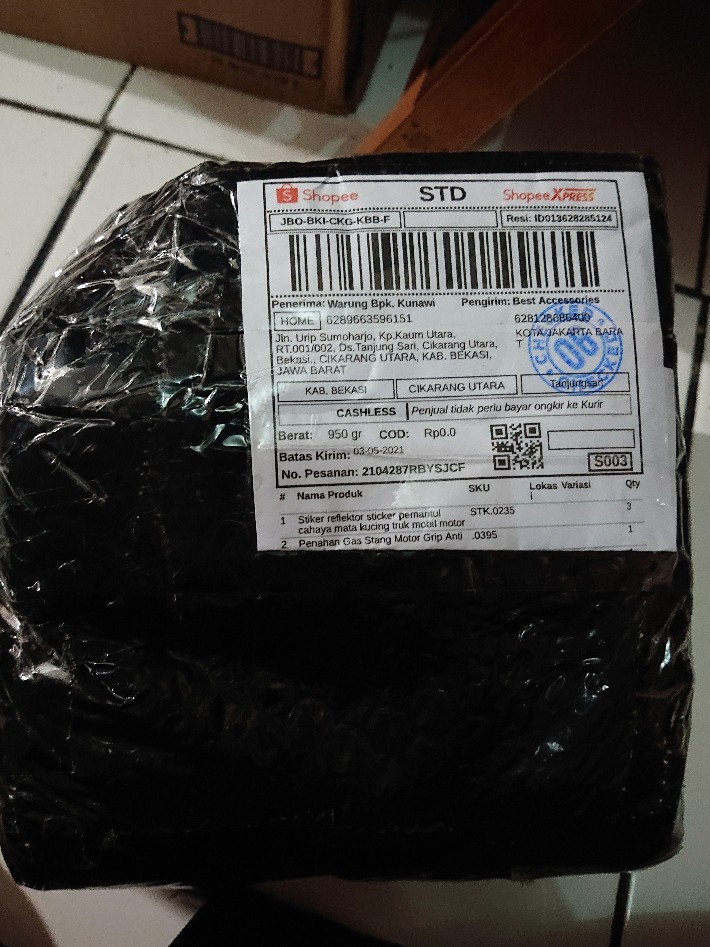 Shopee
STD
Shopee XPRESS
JBO-BKI-CKG-KBB-F
Resi: ID013628285124
Penerima: Warung Bpk. Kunawi
Pengirim: Best Accessories
HOME 6289663596151
628128686400
Jln. Urip Sumoharjo, Kp.Kaum Utara,
RT.001/002, Ds.Tanjung Sari, Cikarang Utara,
Bekasi., CIKARANG UTARA, KAB. BEKASI,
JAWA BARAT
KOTA JAKARTA BARA
T
KAB. BEKASI
CIKARANG UTARA
Tanjungsari
CASHLESS
Penjual tidak perlu bayar ongkir ke Kurir
Berat: 950 gr COD: Rp0.0
Batas Kirim: 03-05-2021
No. Pesanan: 2104287RBYSJCF
S003
# Nama Produk SKU Lokas Variasi Qty
i
1 Stiker reflektor sticker pemantul STK.0235 3
cahaya mata kucing truk mobil motor
2 Penahan Gas Stang Motor Grip Anti .0395 1